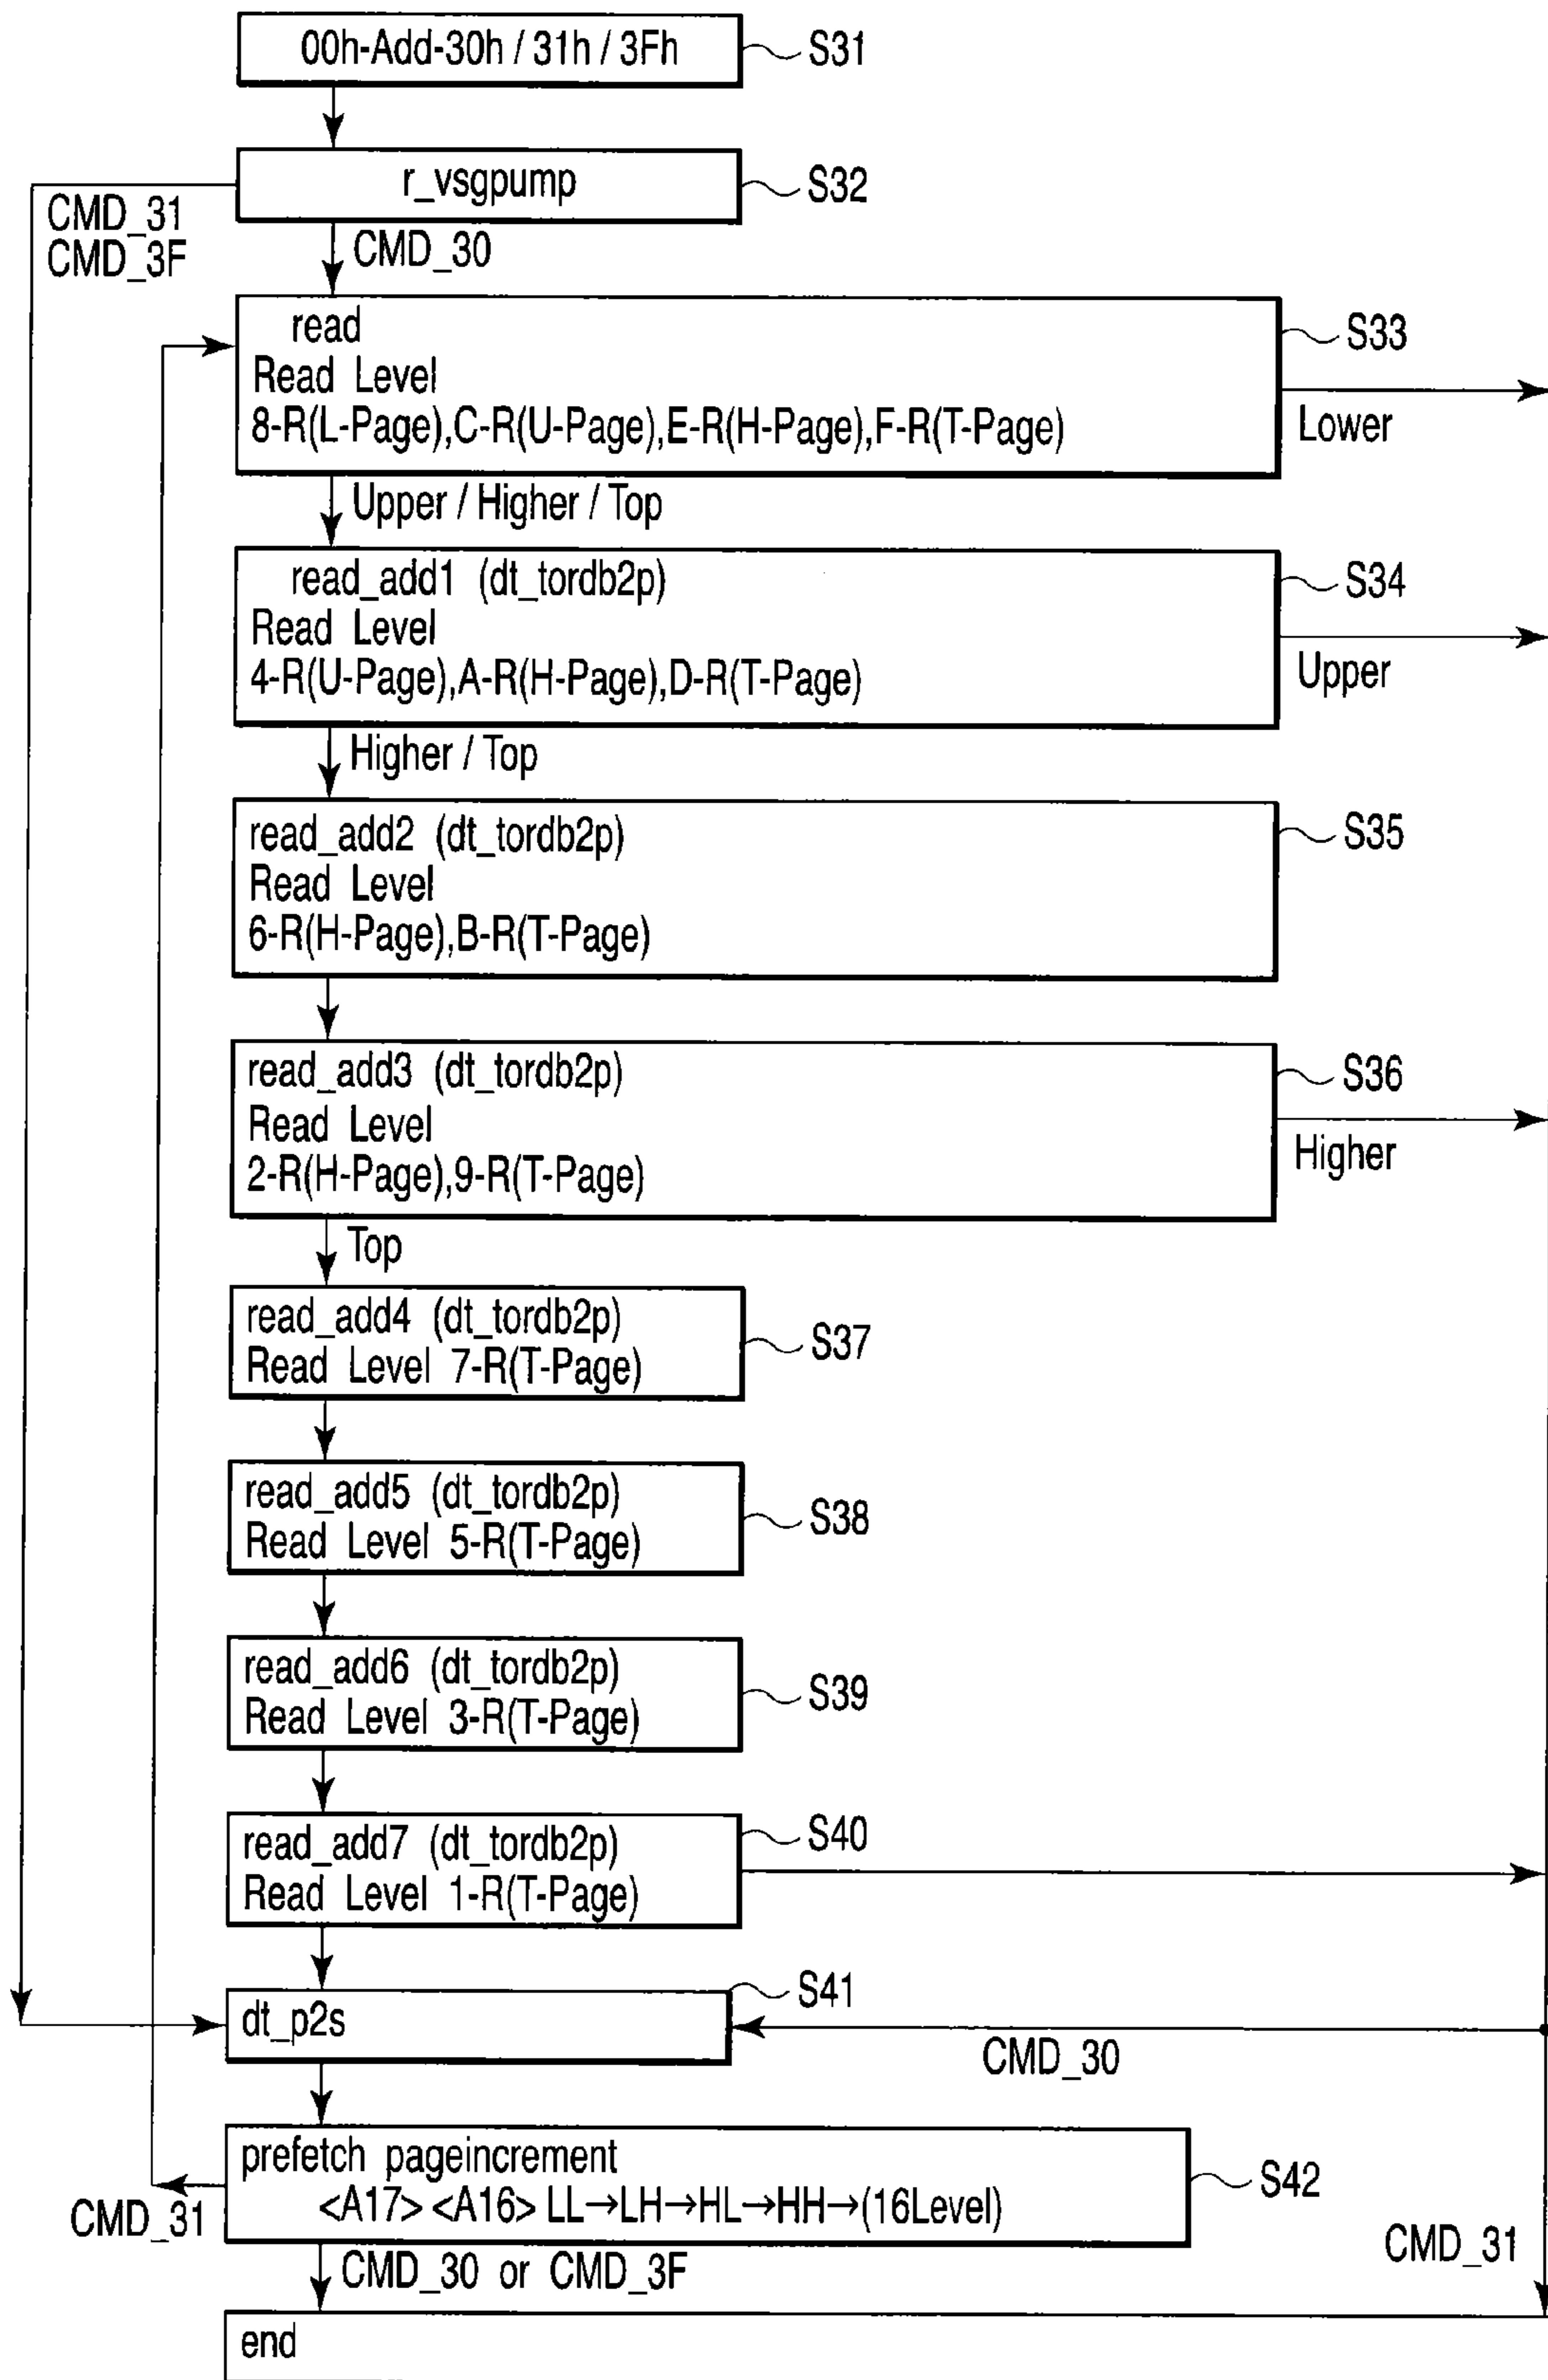 00h-Add-30h / 31h / 3Fh
S31
r_vsgpump
S32
CMD_31
CMD_3F
CMD_30
read
Read Level
8-R(L-Page),C-R(U-Page),E-R(H-Page),F-R(T-Page)
S33
Lower
Upper / Higher / Top
read_add1 (dt_tordb2p)
Read Level
4-R(U-Page),A-R(H-Page),D-R(T-Page)
S34
Upper
Higher / Top
read_add2 (dt_tordb2p)
Read Level
6-R(H-Page),B-R(T-Page)
S35
read_add3 (dt_tordb2p)
Read Level
2-R(H-Page),9-R(T-Page)
S36
Higher
Top
read_add4 (dt_tordb2p)
Read Level 7-R(T-Page)
S37
read_add5 (dt_tordb2p)
Read Level 5-R(T-Page)
S38
read_add6 (dt_tordb2p)
Read Level 3-R(T-Page)
S39
read_add7 (dt_tordb2p)
Read Level 1-R(T-Page)
S40
dt_p2s
S41
CMD_30
prefetch pageincrement
<A17> <A16> LL→LH→HL→HH→(16Level)
S42
CMD_31
CMD_31
CMD_30 or CMD_3F
end